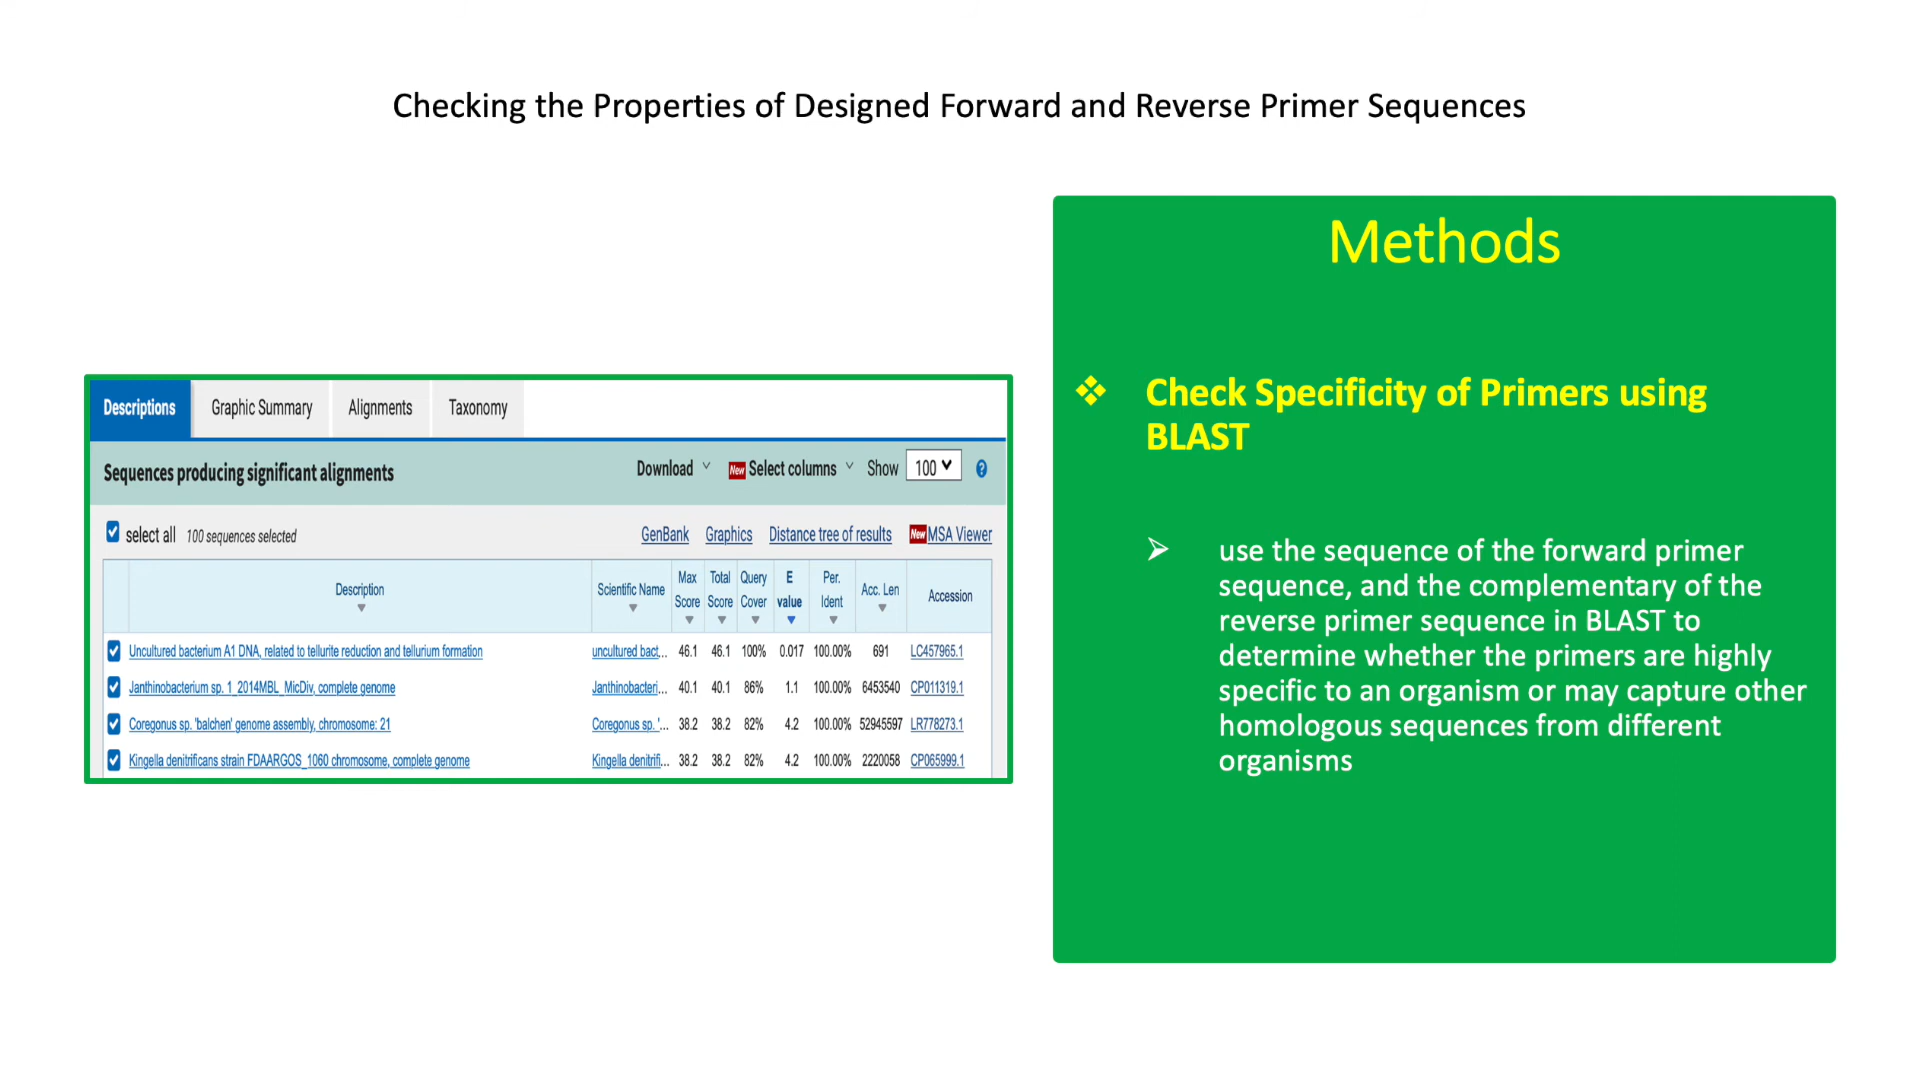 Checking the Properties of Designed Forward and Reverse Primer Sequences
Descriptions Graphic Summary Alignments Taxonomy
Sequences producing significant alignments Download New Select columns Show 100 ?
select all 100 sequences selected GenBank Graphics Distance tree of results New MSA Viewer
Description Scientific Name Max Score Total Score Query Cover E value Per. Ident Acc. Len Accession
Uncultured bacterium A1 DNA, related to tellurite reduction and tellurium formation uncultured bact... 46.1 46.1 100% 0.017 100.00% 691 LC457965.1
Janthinobacterium sp. 1_2014MBL_MicDiv, complete genome Janthinobacteri... 40.1 40.1 86% 1.1 100.00% 6453540 CP011319.1
Coregonus sp. 'balchen' genome assembly, chromosome: 21 Coregonus sp. '... 38.2 38.2 82% 4.2 100.00% 52945597 LR778273.1
Kingella denitrificans strain FDAARGOS_1060 chromosome, complete genome Kingella denitrifi... 38.2 38.2 82% 4.2 100.00% 2220058 CP065999.1
Methods
Check Specificity of Primers using
BLAST
use the sequence of the forward primer
sequence, and the complementary of the
reverse primer sequence in BLAST to
determine whether the primers are highly
specific to an organism or may capture other
homologous sequences from different
organisms